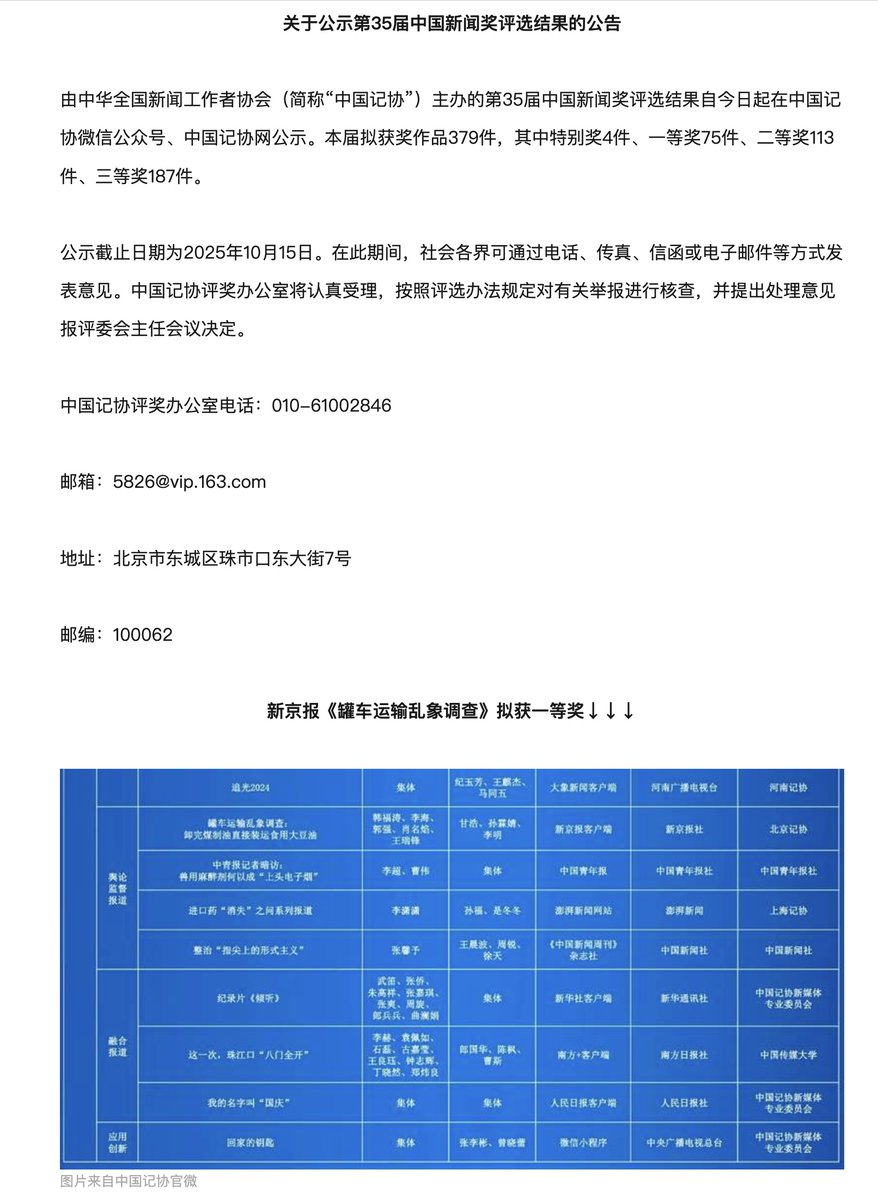 关于公示第35届中国新闻奖评选结果的公告
由中华全国新闻工作者协会（简称“中国记协”）主办的第35届中国新闻奖评选结果自今日起在中国记
协微信公众号、中国记协网公示。本届拟获奖作品379件，其中特别奖4件、一等奖75件、二等奖113
件、三等奖187件。
公示截止日期为2025年10月15日。在此期间，社会各界可通过电话、传真、信函或电子邮件等方式发
表意见。中国记协评奖办公室将认真受理，按照评选办法规定对有关举报进行核查，并提出处理意见
报评委会主任会议决定。
中国记协评奖办公室电话：010-61002846
邮箱：5826@vip.163.com
地址：北京市东城区珠市口东大街7号
邮编：100062
新京报《罐车运输乱象调查》拟获一等奖↓↓↓
追光2024 集体 纪玉芳、王麒杰、马同五 大象新闻客户端 河南广播电视台 河南记协
舆论监督报道
罐车运输乱象调查：卸完煤制油直接装运食用大豆油 韩福涛、李海、郭强、肖名焰、王瑞锋 甘浩、孙霖婧、李明 新京报客户端 新京报社 北京记协
中青报记者暗访：兽用麻醉剂何以成“上头电子烟” 李超、曹伟 集体 中国青年报 中国青年报社 中国青年报社
进口药“消失”之问系列报道 李潇潇 孙福、是冬冬 澎湃新闻网站 澎湃新闻 上海记协
整治“指尖上的形式主义” 张馨予 王晨波、周锐、徐天 《中国新闻周刊》杂志社 中国新闻社 中国新闻社
融合报道
纪录片《倾听》 武笛、张侨、朱高祥、张嘉琪、张爽、周旋、郎兵兵、曲澜娟 集体 新华社客户端 新华通讯社 中国记协新媒体专业委员会
这一次，珠江口“八门全开” 李赫、袁佩如、石磊、古嘉莹、王良珏、钟志辉、丁晓然、郑炜良 郎国华、陈枫、曹斯 南方+客户端 南方日报社 中国传媒大学
我的名字叫“国庆” 集体 集体 人民日报客户端 人民日报社 中国记协新媒体专业委员会
应用创新
回家的钥匙 集体 张李彬、曾晓蕾 微信小程序 中央广播电视总台 中国记协新媒体专业委员会
图片来自中国记协官微